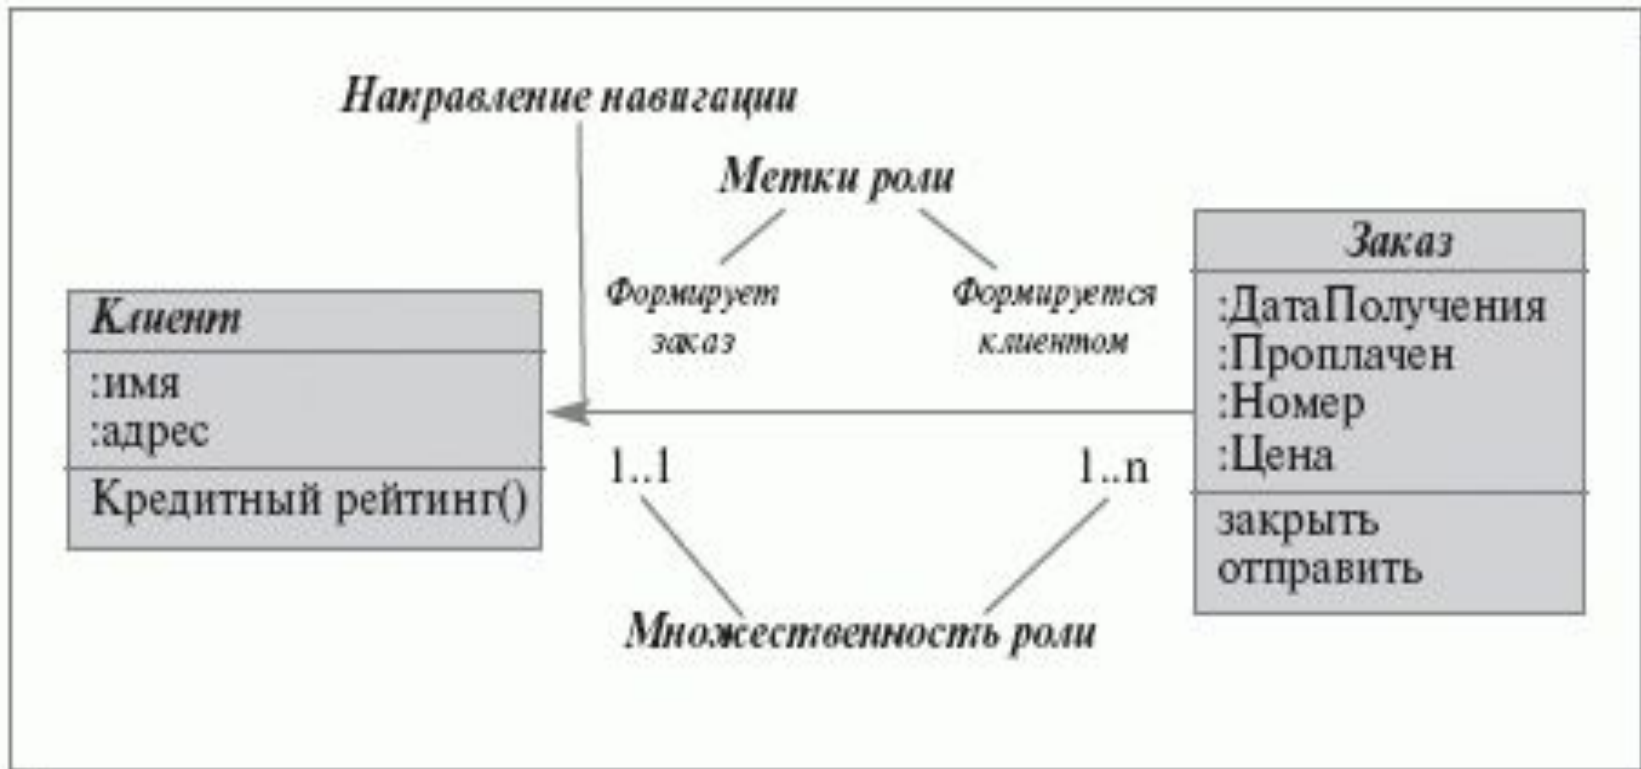 Направление навигации
Метки роли
Формирует
заказ
Формируется
клиентом
Клиент
:имя
:адрес
Кредитный рейтинг()
1..1
1..n
Множественность роли
Заказ
:ДатаПолучения
:Проплачен
:Номер
:Цена
закрыть
отправить